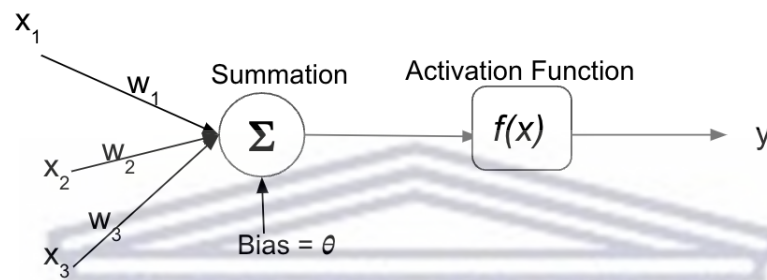 x₁
w₁
Summation
Activation Function
Σ
f(x)
y
x₂
w₂
w₃
x₃
Bias = θ